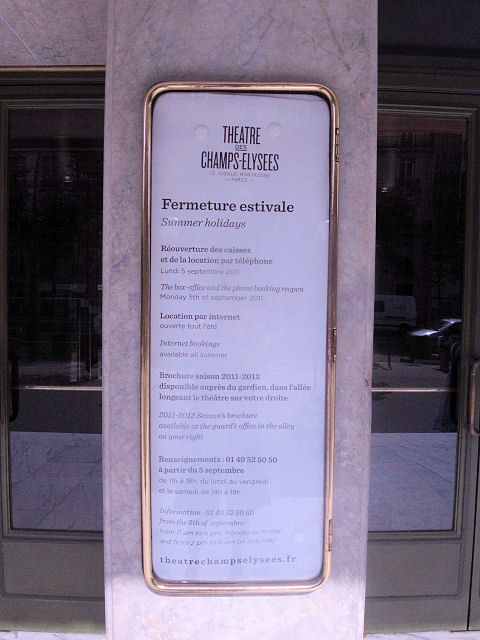 THEATRE
DES
CHAMPS-ELYSEES
15 AVENUE MONTAIGNE
— PARIS —
Fermeture estivale
Summer holidays
Réouverture des caisses
et de la location par téléphone
Lundi 5 septembre 2011
The box-office and the phone booking reopen
Monday 5th of september 2011
Location par internet
ouverte tout l'été
Internet bookings
available all summer
Brochure saison 2011-2012
disponible auprès du gardien, dans l'allée
longeant le théâtre sur votre droite
2011-2012 Season's brochure
available at the guard's office in the alley
on your right
Renseignements : 01 49 52 50 50
à partir du 5 septembre
de 11h à 18h, du lundi au vendredi
et le samedi de 14h à 18h
Information : 01 49 52 50 50
from the 5th of septembre
from 11 am to 6 pm, Monday to Friday
and from 2 pm to 6 pm on Saturday
theatrechampselysees.fr